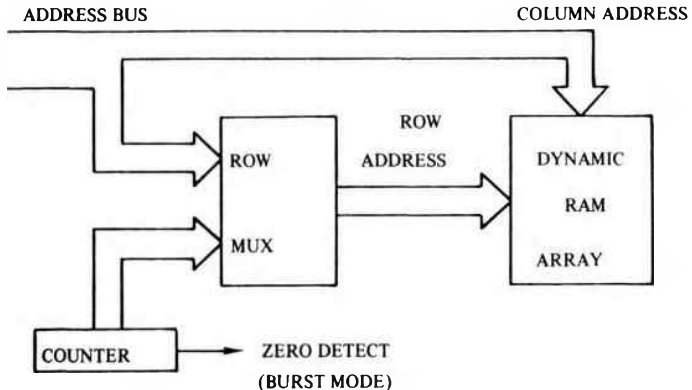 ADDRESS BUS
COLUMN ADDRESS
ROW
ADDRESS
ROW
MUX
DYNAMIC
RAM
ARRAY
COUNTER
ZERO DETECT
(BURST MODE)